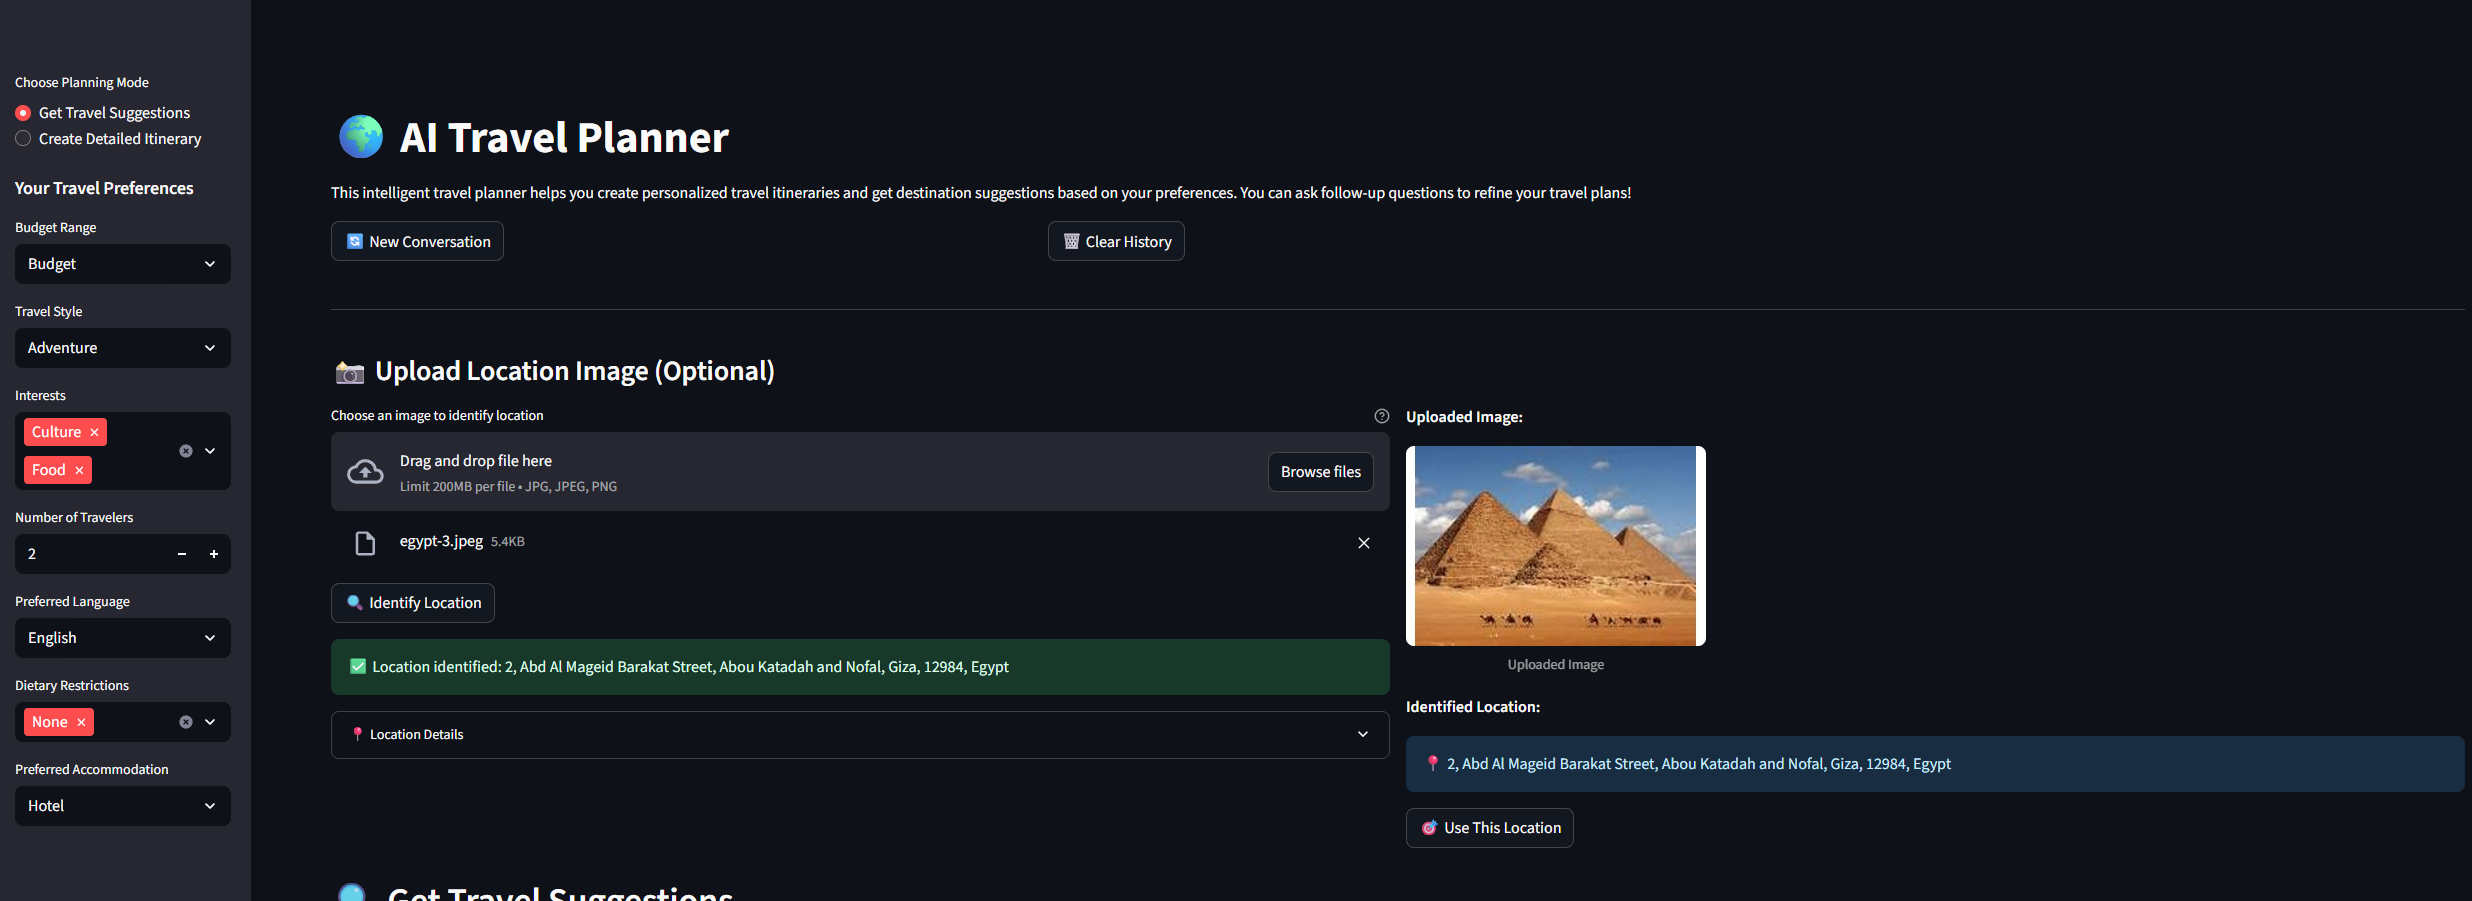 Choose Planning Mode
Get Travel Suggestions
Create Detailed Itinerary
Your Travel Preferences
Budget Range
Budget
Travel Style
Adventure
Interests
Culture ×
Food ×
Number of Travelers
2
Preferred Language
English
Dietary Restrictions
None ×
Preferred Accommodation
Hotel
AI Travel Planner
This intelligent travel planner helps you create personalized travel itineraries and get destination suggestions based on your preferences. You can ask follow-up questions to refine your travel plans!
New Conversation
Clear History
Upload Location Image (Optional)
Choose an image to identify location
Drag and drop file here
Limit 200MB per file • JPG, JPEG, PNG
Browse files
egypt-3.jpeg 5.4KB
Identify Location
Location identified: 2, Abd Al Mageid Barakat Street, Abou Katadah and Nofal, Giza, 12984, Egypt
Location Details
Uploaded Image:
Uploaded Image
Identified Location:
2, Abd Al Mageid Barakat Street, Abou Katadah and Nofal, Giza, 12984, Egypt
Use This Location
Get Travel Suggestions